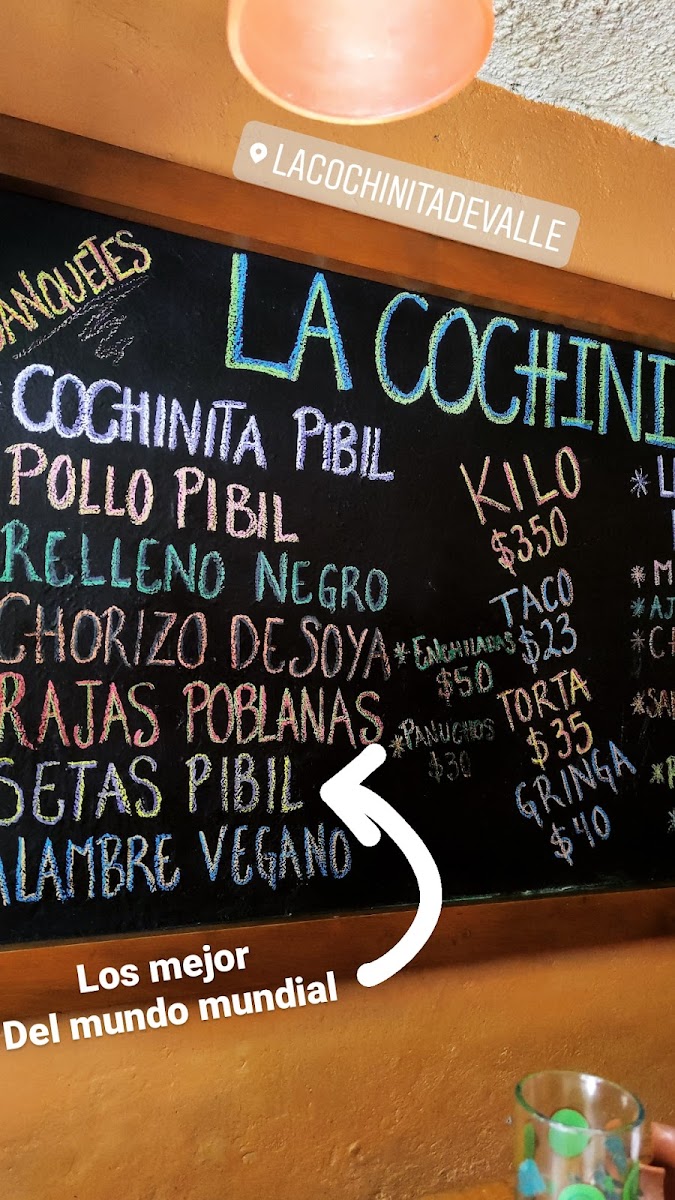 LACOCHINITADEVALLE
BANQUETES
LA COCHINI
COCHINITA PIBIL
POLLO PIBIL
RELLENO NEGRO
CHORIZO DE SOYA
RAJAS POBLANAS
SETAS PIBIL
ALAMBRE VEGANO
KILO
$350
TACO
$23
*ENCHILADAS
$50
TORTA
$35
*PANUCHOS
$30
GRINGA
$40
Los mejor
Del mundo mundial